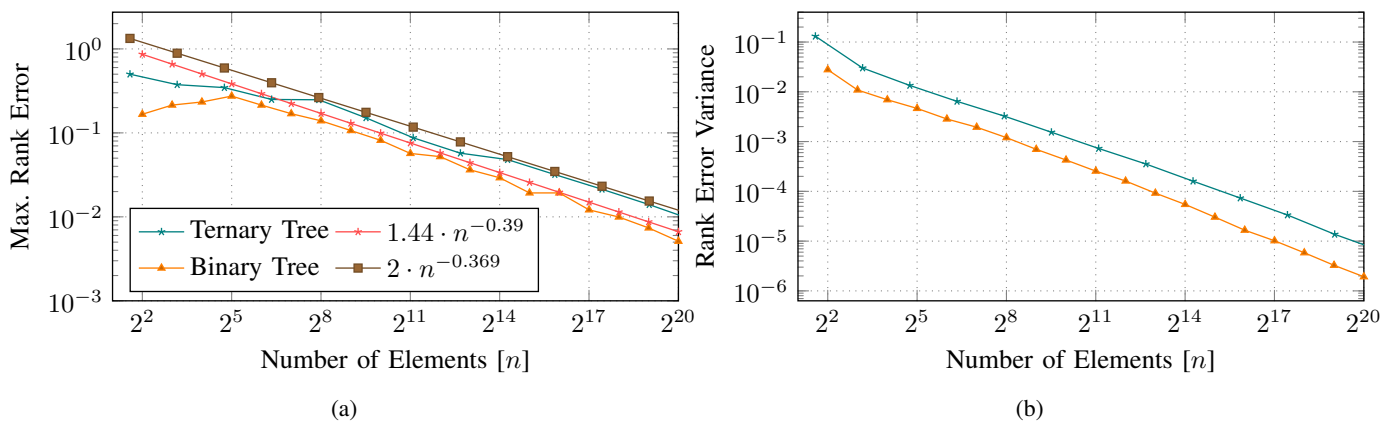 10^0
10^{-1}
10^{-2}
10^{-3}
Max. Rank Error
Ternary Tree
1.44 · n^{-0.39}
Binary Tree
2 · n^{-0.369}
2^2 2^5 2^8 2^{11} 2^{14} 2^{17} 2^{20}
Number of Elements [n]
(a)
10^{-1}
10^{-2}
10^{-3}
10^{-4}
10^{-5}
10^{-6}
Rank Error Variance
2^2 2^5 2^8 2^{11} 2^{14} 2^{17} 2^{20}
Number of Elements [n]
(b)